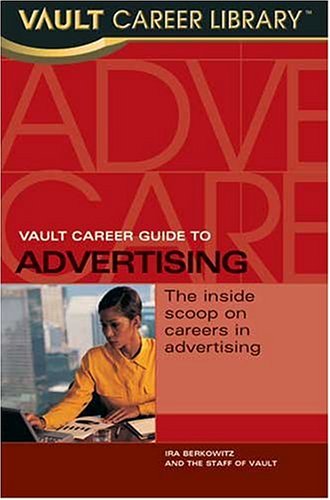 VAULT CAREER LIBRARY™
ADVE
CARE
VAULT CAREER GUIDE TO
ADVERTISING
The inside
scoop on
careers in
advertising
IRA BERKOWITZ
AND THE STAFF OF VAULT